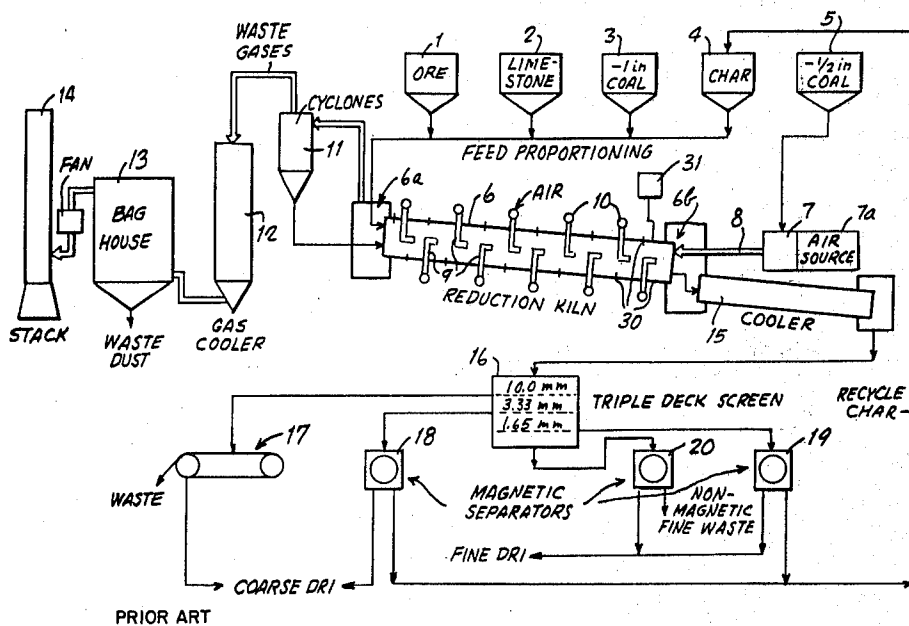 WASTE
GASES
1
ORE
2
LIME-
STONE
3
-1 in
COAL
4
CHAR
5
-1/2 in
COAL
14
FAN
13
BAG
HOUSE
CYCLONES
11
12
6a
FEED PROPORTIONING
31
6
AIR
10
6b
8
7
7a
AIR
SOURCE
9
REDUCTION KILN
30
COOLER
15
STACK
WASTE
DUST
GAS
COOLER
16
10.0 mm
3.33 mm
1.65 mm
TRIPLE DECK SCREEN
RECYCLE
CHAR-
17
18
20
19
WASTE
MAGNETIC
SEPARATORS
NON-
MAGNETIC
FINE WASTE
FINE DRI
COARSE DRI
PRIOR ART